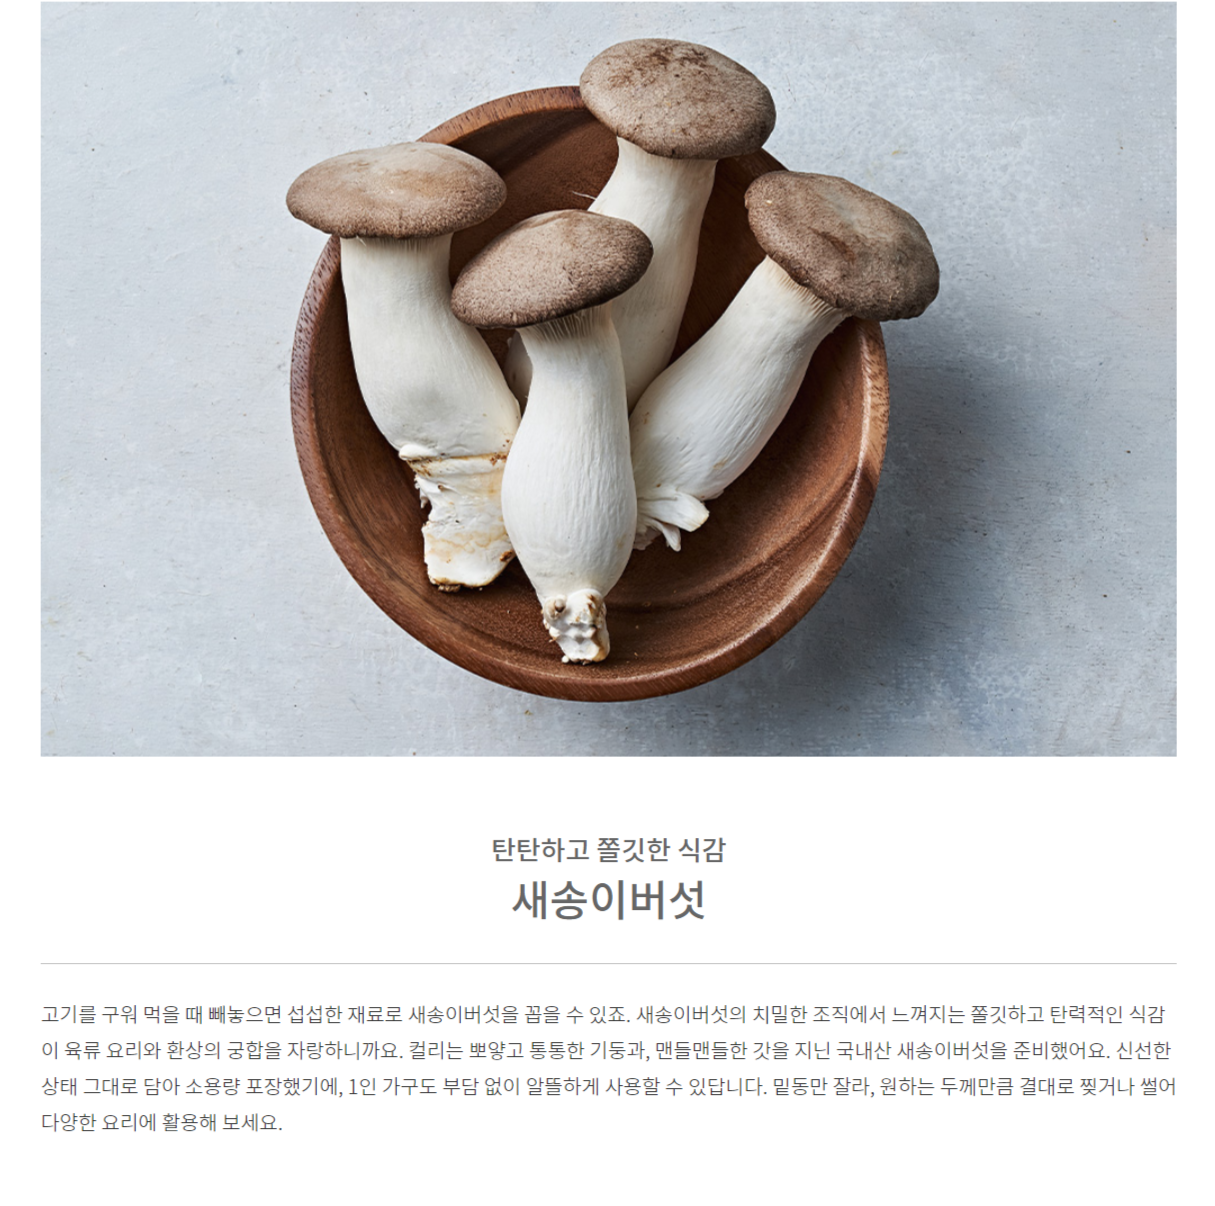 탄탄하고 쫄깃한 식감
새송이버섯
고기를 구워 먹을 때 빼놓으면 섭섭한 재료로 새송이버섯을 꼽을 수 있죠. 새송이버섯의 치밀한 조직에서 느껴지는 쫄깃하고 탄력적인 식감
이 육류 요리와 환상의 궁합을 자랑하니까요. 컬리는 뽀얗고 통통한 기둥과, 맨들맨들한 갓을 지닌 국내산 새송이버섯을 준비했어요. 신선한
상태 그대로 담아 소용량 포장했기에, 1인 가구도 부담 없이 알뜰하게 사용할 수 있답니다. 밑동만 잘라, 원하는 두께만큼 결대로 찢거나 썰어
다양한 요리에 활용해 보세요.